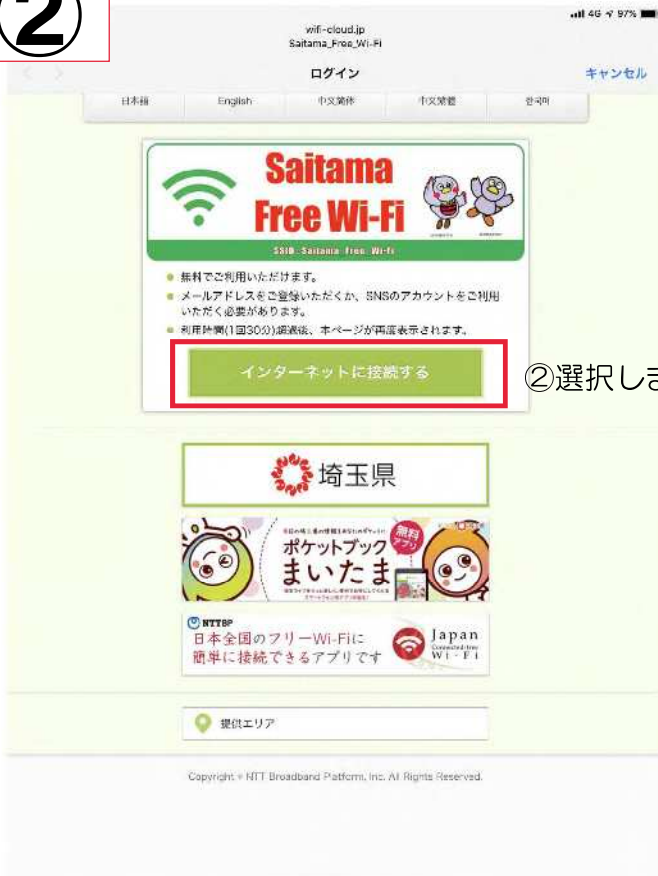 ②
4G 97%
wifi-cloud.jp
Saitama_Free_Wi-Fi
ログイン
キャンセル
日本語
English
中文简体
中文繁體
한국어
Saitama
Free Wi-Fi
SSID : Saitama_Free_Wi-Fi
無料でご利用いただけます。
メールアドレスをご登録いただくか、SNSのアカウントをご利用
いただく必要があります。
利用時間(1回30分)超過後、本ページが再度表示されます。
インターネットに接続する
②選択しま
埼玉県
ポケットブック
まいたま
無料
アプリ
NTTBP
日本全国のフリーWi-Fiに
簡単に接続できるアプリです
Japan
Connected-free
Wi-Fi
提供エリア
Copyright © NTT Broadband Platform, Inc. All Rights Reserved.